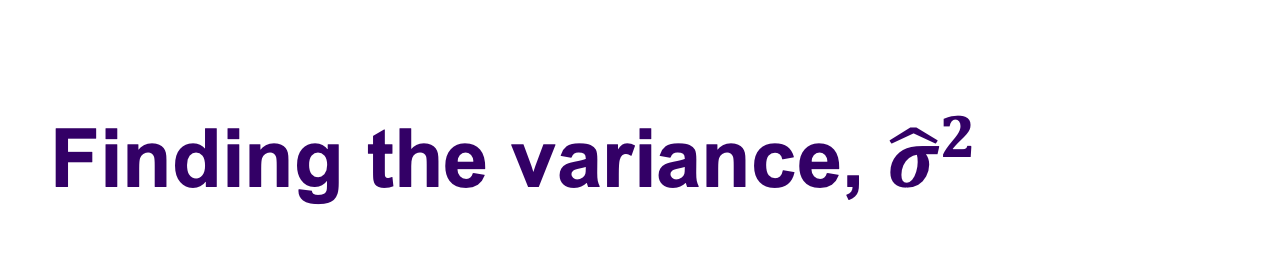 Finding the variance, σ̂²